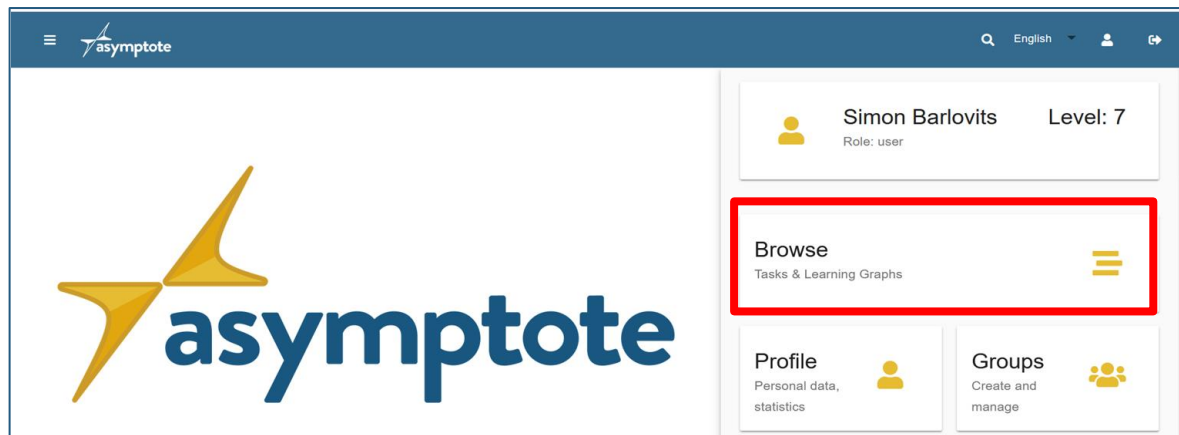 asymptote
English
Simon Barlovits
Level: 7
Role: user
asymptote
Browse
Tasks & Learning Graphs
Profile
Personal data,
statistics
Groups
Create and
manage